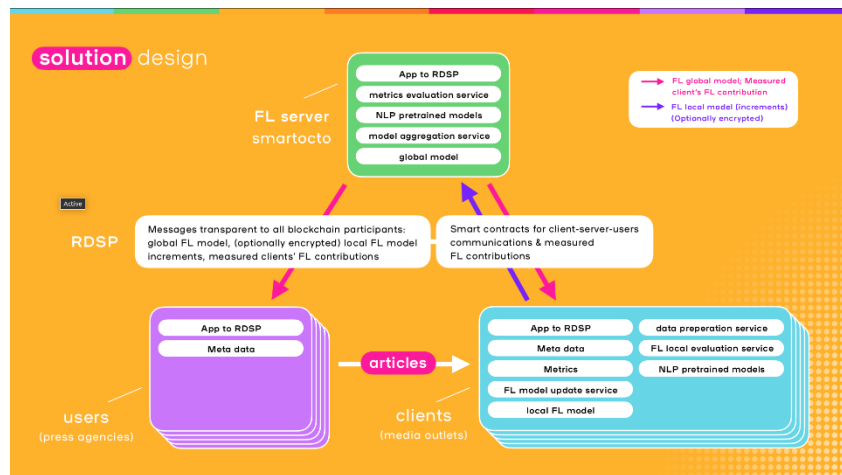 solution design
App to RDSP
metrics evaluation service
NLP pretrained models
model aggregation service
global model
FL server
smartocto
FL global model; Measured
client's FL contribution
FL local model (increments)
(Optionally encrypted)
Active
RDSP
Messages transparent to all blockchain participants:
global FL model, (optionally encrypted) local FL model
increments, measured clients' FL contributions
Smart contracts for client-server-users
communications & measured
FL contributions
App to RDSP
Meta data
users
(press agencies)
articles
App to RDSP
Meta data
Metrics
FL model update service
local FL model
data preperation service
FL local evaluation service
NLP pretrained models
clients
(media outlets)